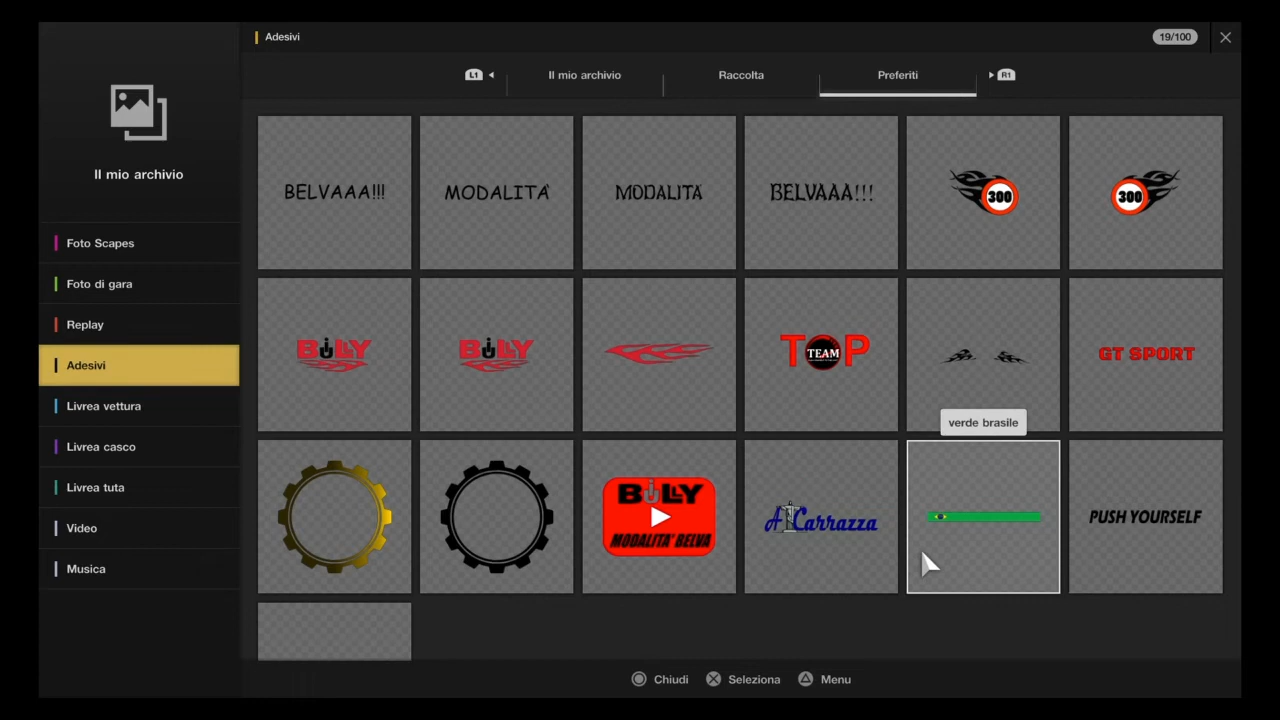 Adesivi
19/100
L1
Il mio archivio
Raccolta
Preferiti
R1
Il mio archivio
Foto Scapes
Foto di gara
Replay
Adesivi
Livrea vettura
Livrea casco
Livrea tuta
Video
Musica
BELVAAA!!!
MODALITA'
MODALITA'
BELVAAA!!!
300
300
BILLY
BILLY
TOP
TEAM
GT SPORT
verde brasile
BILLY
MODALITA' BELVA
A Carrazza
PUSH YOURSELF
Chiudi
Seleziona
Menu